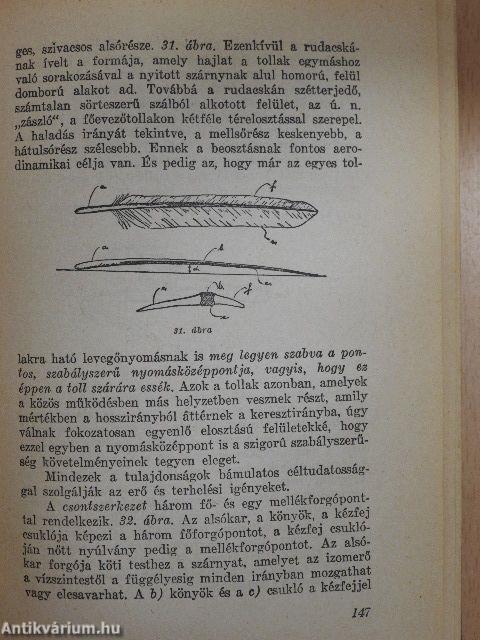 ges, szivacsos alsórésze. 31. ábra. Ezenkívül a rudacská-
nak ívelt a formája, amely hajlat a tollak egymáshoz
való sorakozásával a nyitott szárnynak alul homorú, felül
domború alakot ad. Továbbá a rudacskán szétterjedő,
számtalan sörteszerű szálból alkotott felület, az ú. n.
„zászló“, a főevezőtollakon kétféle térelosztással szerepel.
A haladás irányát tekintve, a mellsőrész keskenyebb, a
hátulsórész szélesebb. Ennek a beosztásnak fontos aero-
dinamikai célja van. És pedig az, hogy már az egyes tol-
31. ábra
lakra ható levegőnyomásnak is meg legyen szabva a pon-
tos, szabályszerű nyomásközéppontja, vagyis, hogy ez
éppen a toll szárára essék. Azok a tollak azonban, amelyek
a közös működésben más helyzetben vesznek részt, amily
mértékben a hosszirányból áttérnek a keresztirányba, úgy
válnak fokozatosan egyenlő elosztású felületekké, hogy
ezzel egyben a nyomásközéppont is a szigorú szabályszerű-
ség követelményeinek tegyen eleget.
Mindezek a tulajdonságok bámulatos céltudatosság-
gal szolgálják az erő és terhelési igényeket.
A csontszerkezet három fő- és egy mellékforgópont-
tal rendelkezik. 32. ábra. Az alsókar, a könyök, a kézfej
csuklója képezi a három főforgópontot, a kézfej csukló-
ján nőtt nyúlvány pedig a mellékforgópontot. Az alsó-
kar forgója köti testhez a szárnyat, amelyet az izomerő
a vízszintestől a függélyesig minden irányban mozgathat
vagy elcsavarhat. A b) könyök és a c) csukló a kézfejjel
147
Antikvárium.hu